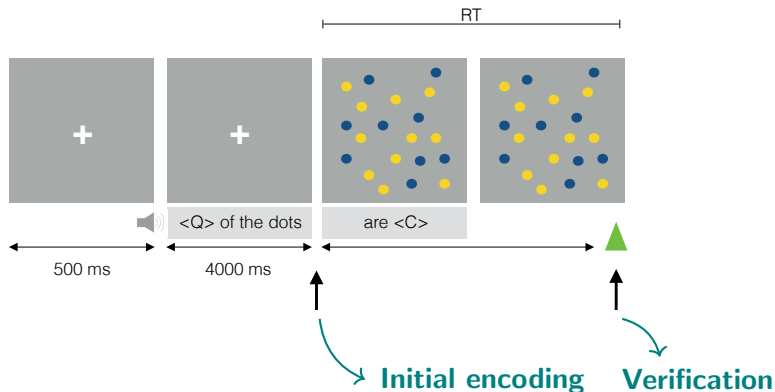 RT
<Q> of the dots
are <C>
500 ms
4000 ms
Initial encoding
Verification